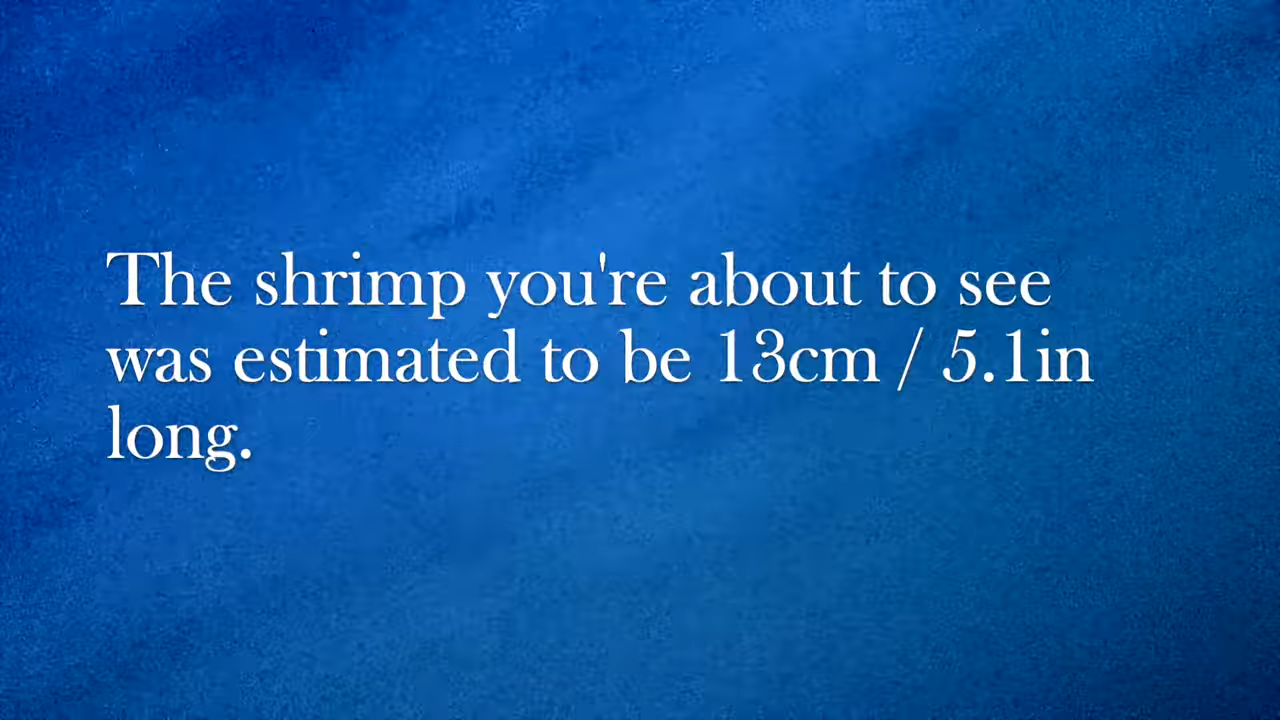 The shrimp you're about to see
was estimated to be 13cm / 5.1in
long.